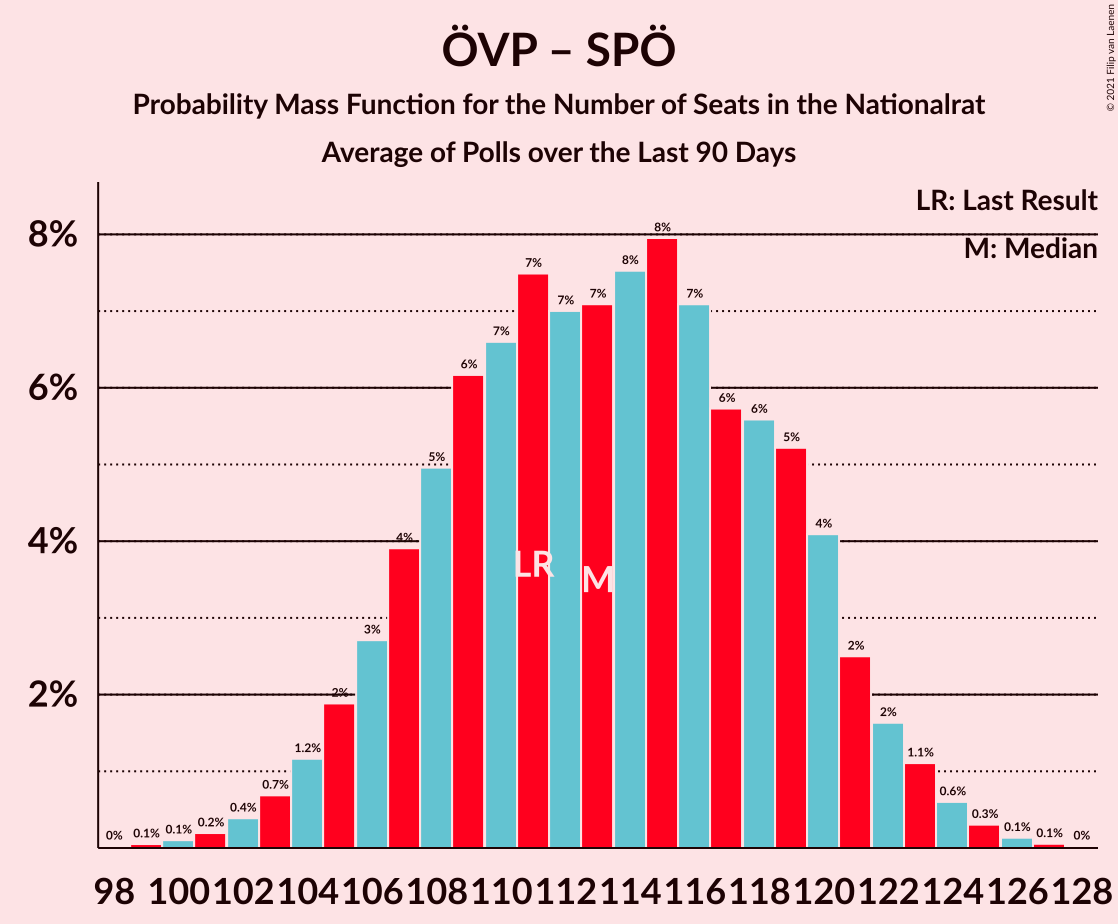 ÖVP – SPÖ
Probability Mass Function for the Number of Seats in the Nationalrat
Average of Polls over the Last 90 Days
© 2021 Filip van Laenen
LR: Last Result
M: Median
8%
6%
4%
2%
0% 0.1% 0.1% 0.2% 0.4% 0.7% 1.2% 2% 3% 4% 5% 6% 7% 7% 7% 7% 8% 8% 7% 6% 6% 5% 4% 2% 2% 1.1% 0.6% 0.3% 0.1% 0.1% 0%
LR M
98 100 102 104 106 108 110 112 114 116 118 120 122 124 126 128